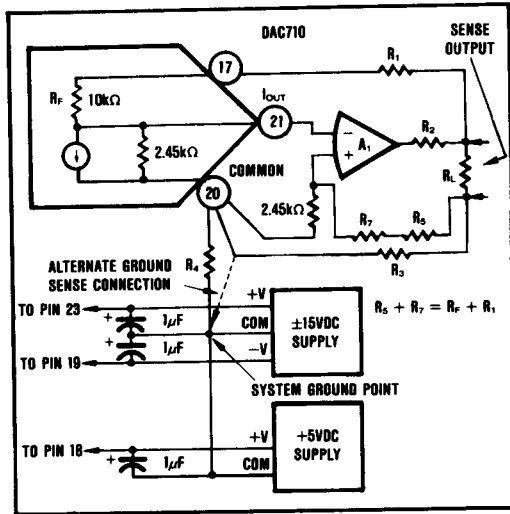 DAC710
SENSE
OUTPUT
17
R1
RF
10kΩ
IOUT
21
A1
−
+
R2
RL
2.45kΩ
COMMON
20
2.45kΩ
R7
R5
R3
ALTERNATE GROUND
SENSE CONNECTION
R4
R5 + R7 = RF + R1
TO PIN 23
+V
+
1µF
COM
±15VDC
SUPPLY
+
1µF
−V
TO PIN 19
SYSTEM GROUND POINT
TO PIN 18
+V
+5VDC
SUPPLY
+
1µF
COM